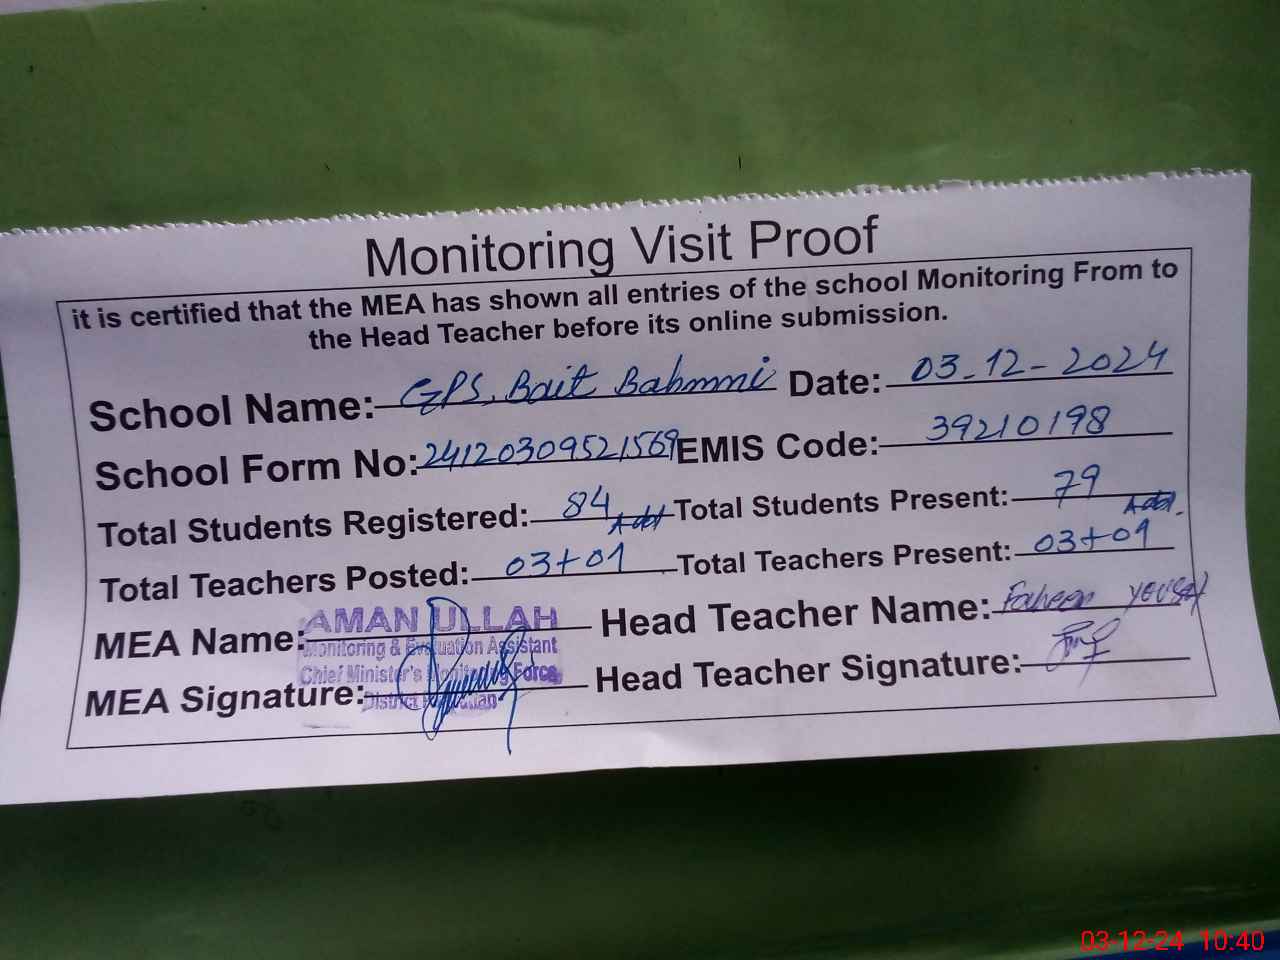 Monitoring Visit Proof
it is certified that the MEA has shown all entries of the school Monitoring From to
the Head Teacher before its online submission.
School Name: GPS, Bait Bahmni Date: 03-12-2024
School Form No: 24120309521569 EMIS Code: 39210198
Total Students Registered: 84 Total Students Present: 79
Total Teachers Posted: 03+01 Total Teachers Present: 03+01
MEA Name: AMAN ULLAH Head Teacher Name: Faheem
Monitoring & Evaluation Assistant
Chief Minister's Monitoring Force
MEA Signature: District Head Teacher Signature:
03-12-24 10:40